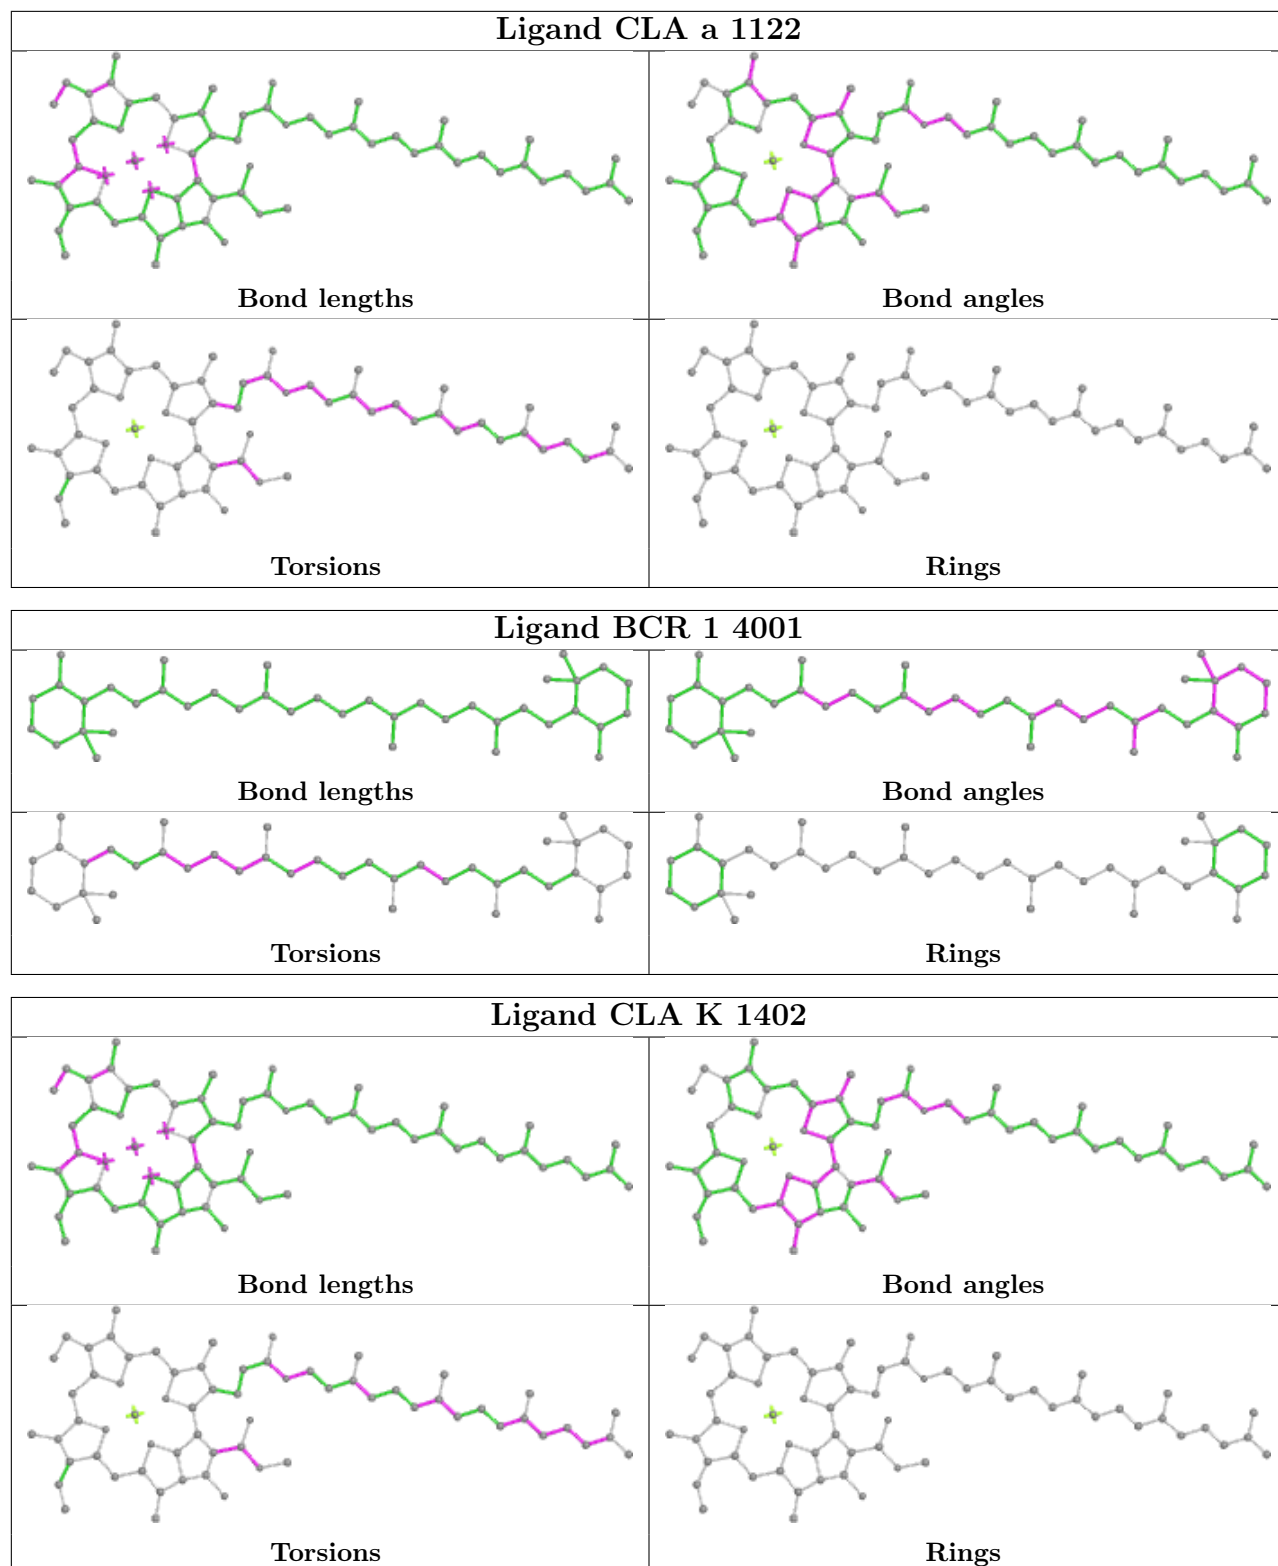 Ligand CLA a 1122
Bond lengths
Bond angles
Torsions
Rings
Ligand BCR 1 4001
Bond lengths
Bond angles
Torsions
Rings
Ligand CLA K 1402
Bond lengths
Bond angles
Torsions
Rings